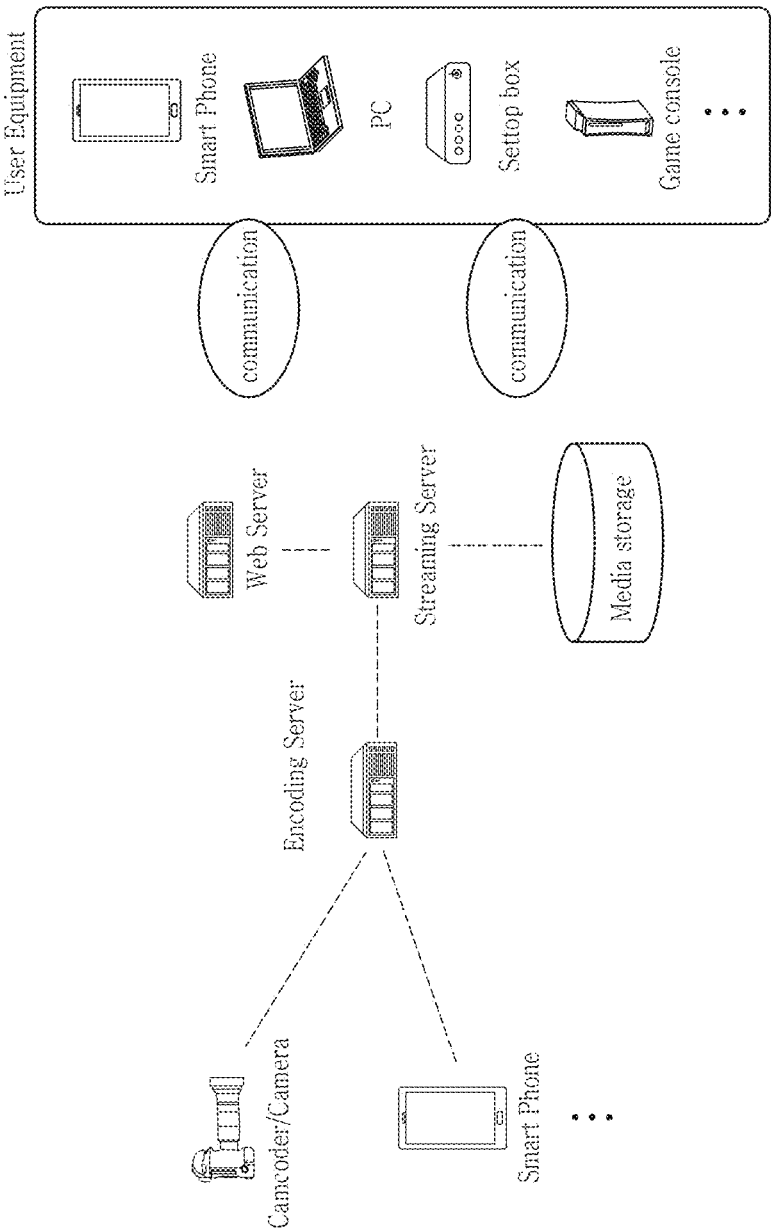 User Equipment
Smart Phone
PC
Settop box
Game console
communication
communication
Web Server
Streaming Server
Media storage
Encoding Server
Camcoder/Camera
Smart Phone